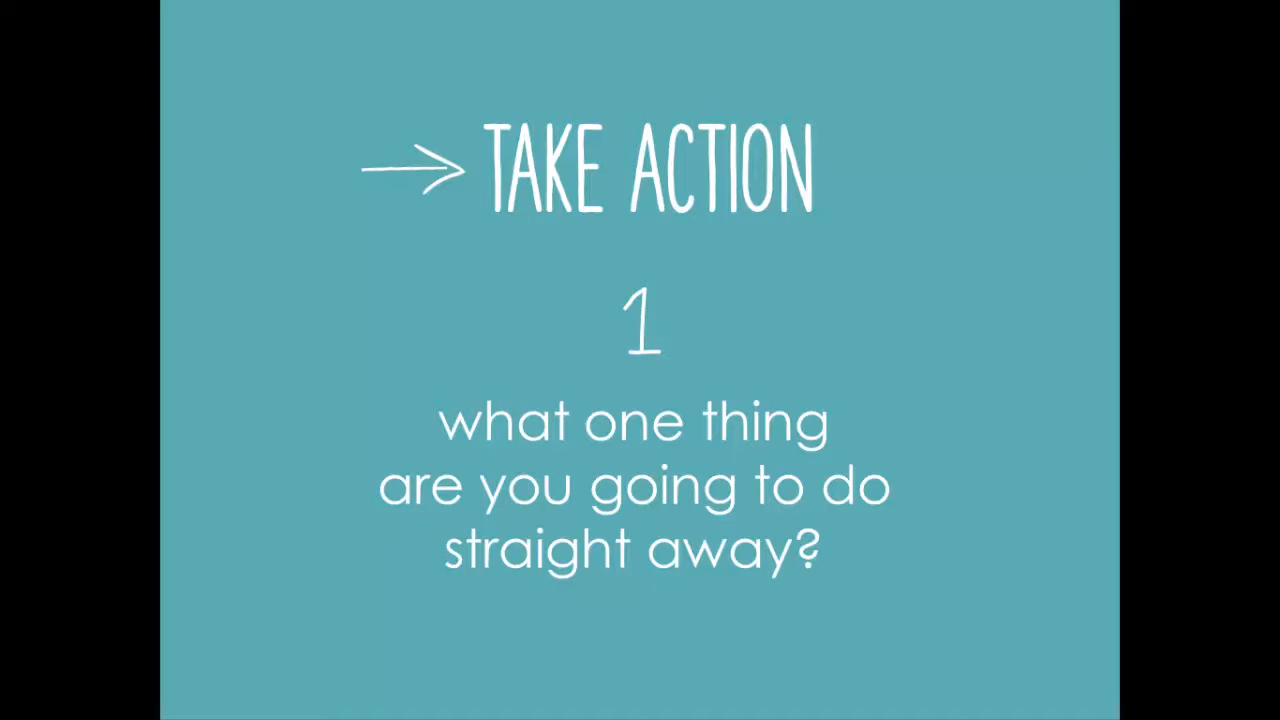 TAKE ACTION
1
what one thing
are you going to do
straight away?